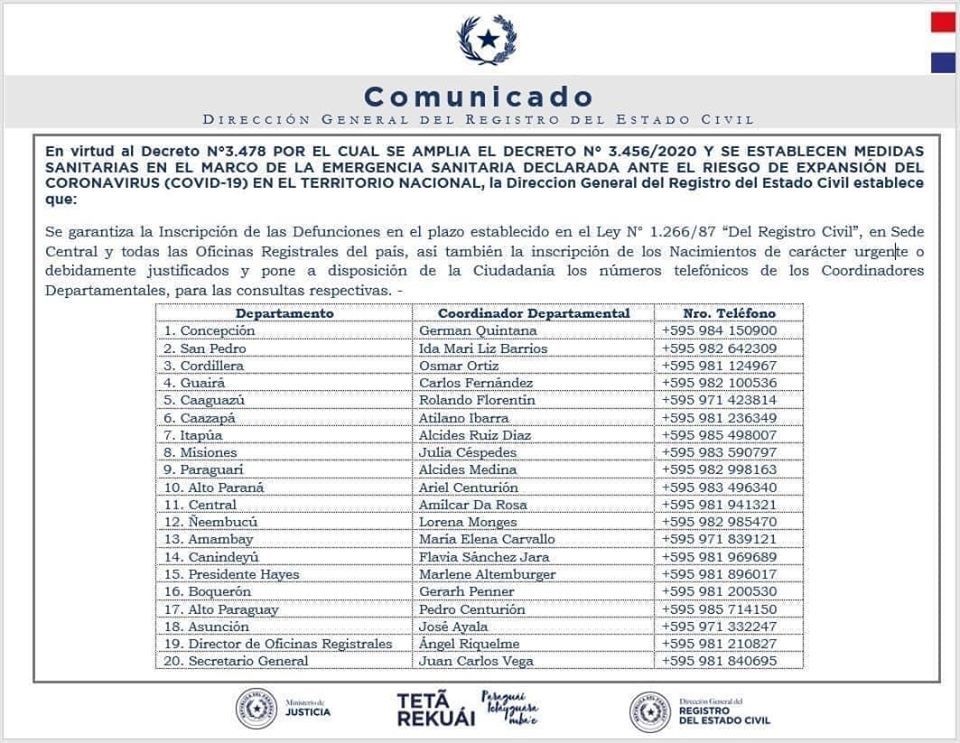 Comunicado
DIRECCIÓN GENERAL DEL REGISTRO DEL ESTADO CIVIL
En virtud al Decreto N°3.478 POR EL CUAL SE AMPLIA EL DECRETO N° 3.456/2020 Y SE ESTABLECEN MEDIDAS
SANITARIAS EN EL MARCO DE LA EMERGENCIA SANITARIA DECLARADA ANTE EL RIESGO DE EXPANSIÓN DEL
CORONAVIRUS (COVID-19) EN EL TERRITORIO NACIONAL, la Direccion General del Registro del Estado Civil establece
que:
Se garantiza la Inscripción de las Defunciones en el plazo establecido en el Ley N° 1.266/87 “Del Registro Civil”, en Sede
Central y todas las Oficinas Registrales del país, así también la inscripción de los Nacimientos de carácter urgente o
debidamente justificados y pone a disposición de la Ciudadanía los números telefónicos de los Coordinadores
Departamentales, para las consultas respectivas. -
Departamento Coordinador Departamental Nro. Teléfono
1. Concepción German Quintana +595 984 150900
2. San Pedro Ida Mari Liz Barrios +595 982 642309
3. Cordillera Osmar Ortiz +595 981 124967
4. Guairá Carlos Fernández +595 982 100536
5. Caaguazú Rolando Florentin +595 971 423814
6. Caazapá Atilano Ibarra +595 981 236349
7. Itapúa Alcides Ruiz Diaz +595 985 498007
8. Misiones Julia Céspedes +595 983 590797
9. Paraguarí Alcides Medina +595 982 998163
10. Alto Paraná Ariel Centurión +595 983 496340
11. Central Amilcar Da Rosa +595 981 941321
12. Ñeembucú Lorena Monges +595 982 985470
13. Amambay María Elena Carvallo +595 971 839121
14. Canindeyú Flavia Sánchez Jara +595 981 969689
15. Presidente Hayes Marlene Altemburger +595 981 896017
16. Boquerón Gerarh Penner +595 981 200530
17. Alto Paraguay Pedro Centurión +595 985 714150
18. Asunción José Ayala +595 971 332247
19. Director de Oficinas Registrales Ángel Riquelme +595 981 210827
20. Secretario General Juan Carlos Vega +595 981 840695
Ministerio de
JUSTICIA
TETÃ
REKUÁI
Paraguái
tetayguara
mba'e
Dirección General del
REGISTRO
DEL ESTADO CIVIL